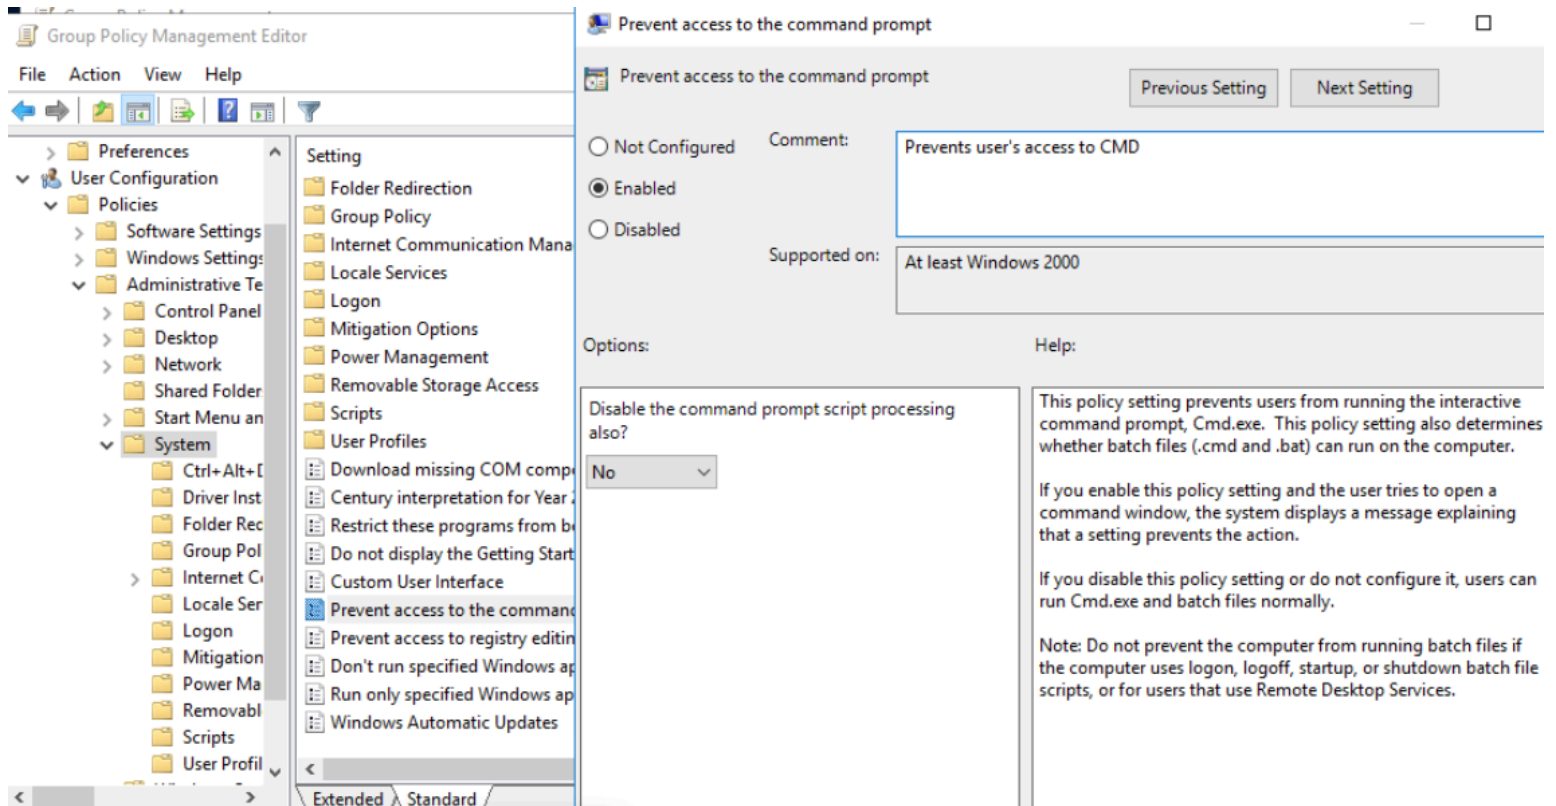 Group Policy Management Editor
File Action View Help
Preferences
User Configuration
Policies
Software Settings
Windows Settings
Administrative Te
Control Panel
Desktop
Network
Shared Folder
Start Menu an
System
Ctrl+Alt+D
Driver Inst
Folder Red
Group Pol
Internet C
Locale Ser
Logon
Mitigation
Power Ma
Removabl
Scripts
User Profil
Setting
Folder Redirection
Group Policy
Internet Communication Mana
Locale Services
Logon
Mitigation Options
Power Management
Removable Storage Access
Scripts
User Profiles
Download missing COM comp
Century interpretation for Year 2
Restrict these programs from b
Do not display the Getting Start
Custom User Interface
Prevent access to the command
Prevent access to registry editin
Don't run specified Windows ap
Run only specified Windows ap
Windows Automatic Updates
Extended Standard
Prevent access to the command prompt
Prevent access to the command prompt
Previous Setting Next Setting
Not Configured
Enabled
Disabled
Comment:
Prevents user's access to CMD
Supported on:
At least Windows 2000
Options:
Help:
Disable the command prompt script processing
also?
No
This policy setting prevents users from running the interactive
command prompt, Cmd.exe. This policy setting also determines
whether batch files (.cmd and .bat) can run on the computer.
If you enable this policy setting and the user tries to open a
command window, the system displays a message explaining
that a setting prevents the action.
If you disable this policy setting or do not configure it, users can
run Cmd.exe and batch files normally.
Note: Do not prevent the computer from running batch files if
the computer uses logon, logoff, startup, or shutdown batch file
scripts, or for users that use Remote Desktop Services.